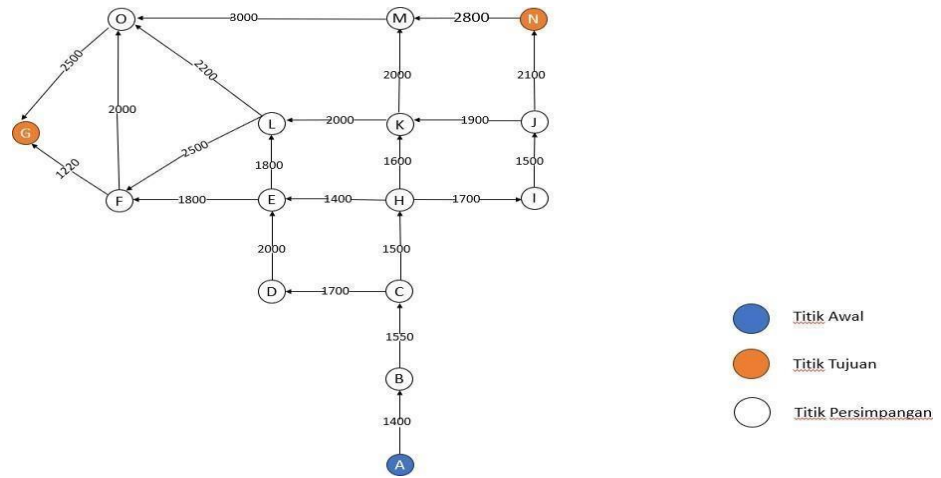 O
3000
M
2800
N
2500
2200
2000
2100
G
2000
L
2000
K
1900
J
1220
2500
1800
1600
1500
F
1800
E
1400
H
1700
I
2000
1500
D
1700
C
1550
B
1400
A
Titik Awal
Titik Tujuan
Titik Persimpangan